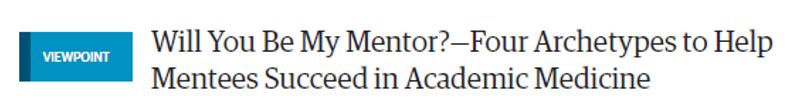 VIEWPOINT
Will You Be My Mentor?—Four Archetypes to Help
Mentees Succeed in Academic Medicine